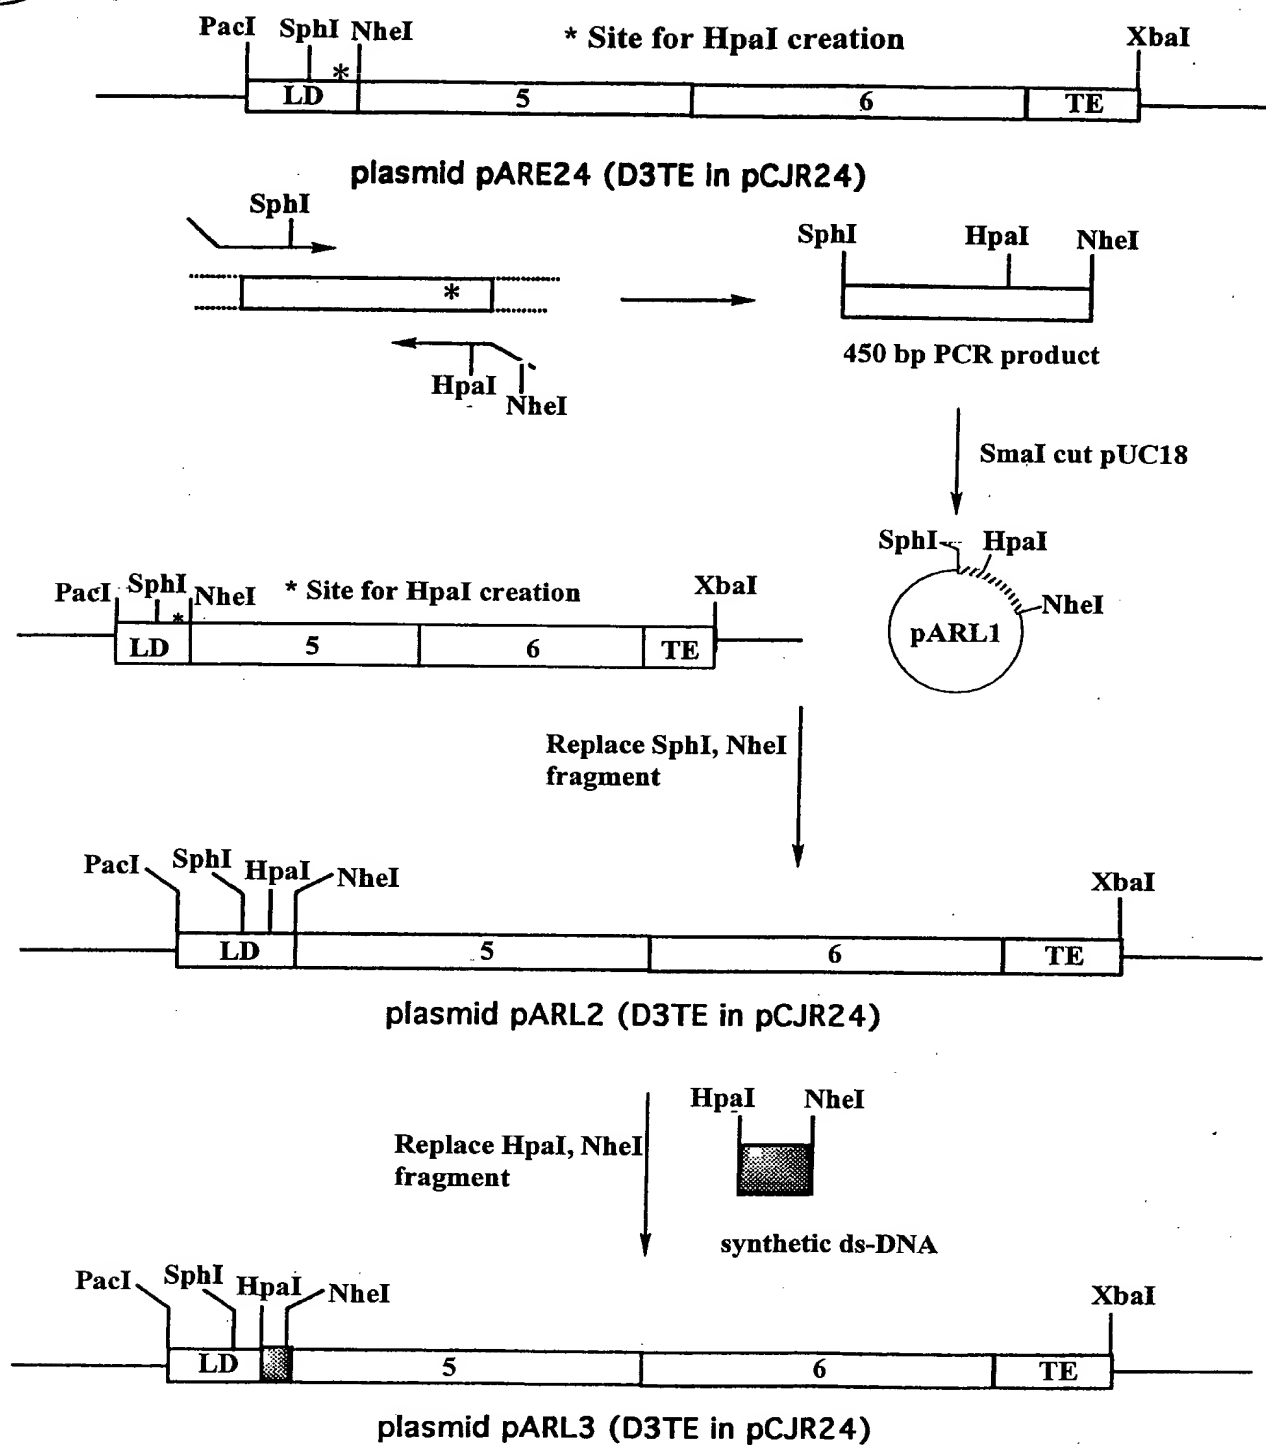 PacI SphI NheI * Site for HpaI creation XbaI
*
LD 5 6 TE
plasmid pARE24 (D3TE in pCJR24)
SphI
*
HpaI
NheI
SphI HpaI NheI
450 bp PCR product
SmaI cut pUC18
SphI HpaI
NheI
pARL1
PacI SphI NheI * Site for HpaI creation XbaI
*
LD 5 6 TE
Replace SphI, NheI
fragment
PacI SphI HpaI NheI XbaI
LD 5 6 TE
plasmid pARL2 (D3TE in pCJR24)
HpaI NheI
Replace HpaI, NheI
fragment
synthetic ds-DNA
PacI SphI HpaI NheI XbaI
LD 5 6 TE
plasmid pARL3 (D3TE in pCJR24)